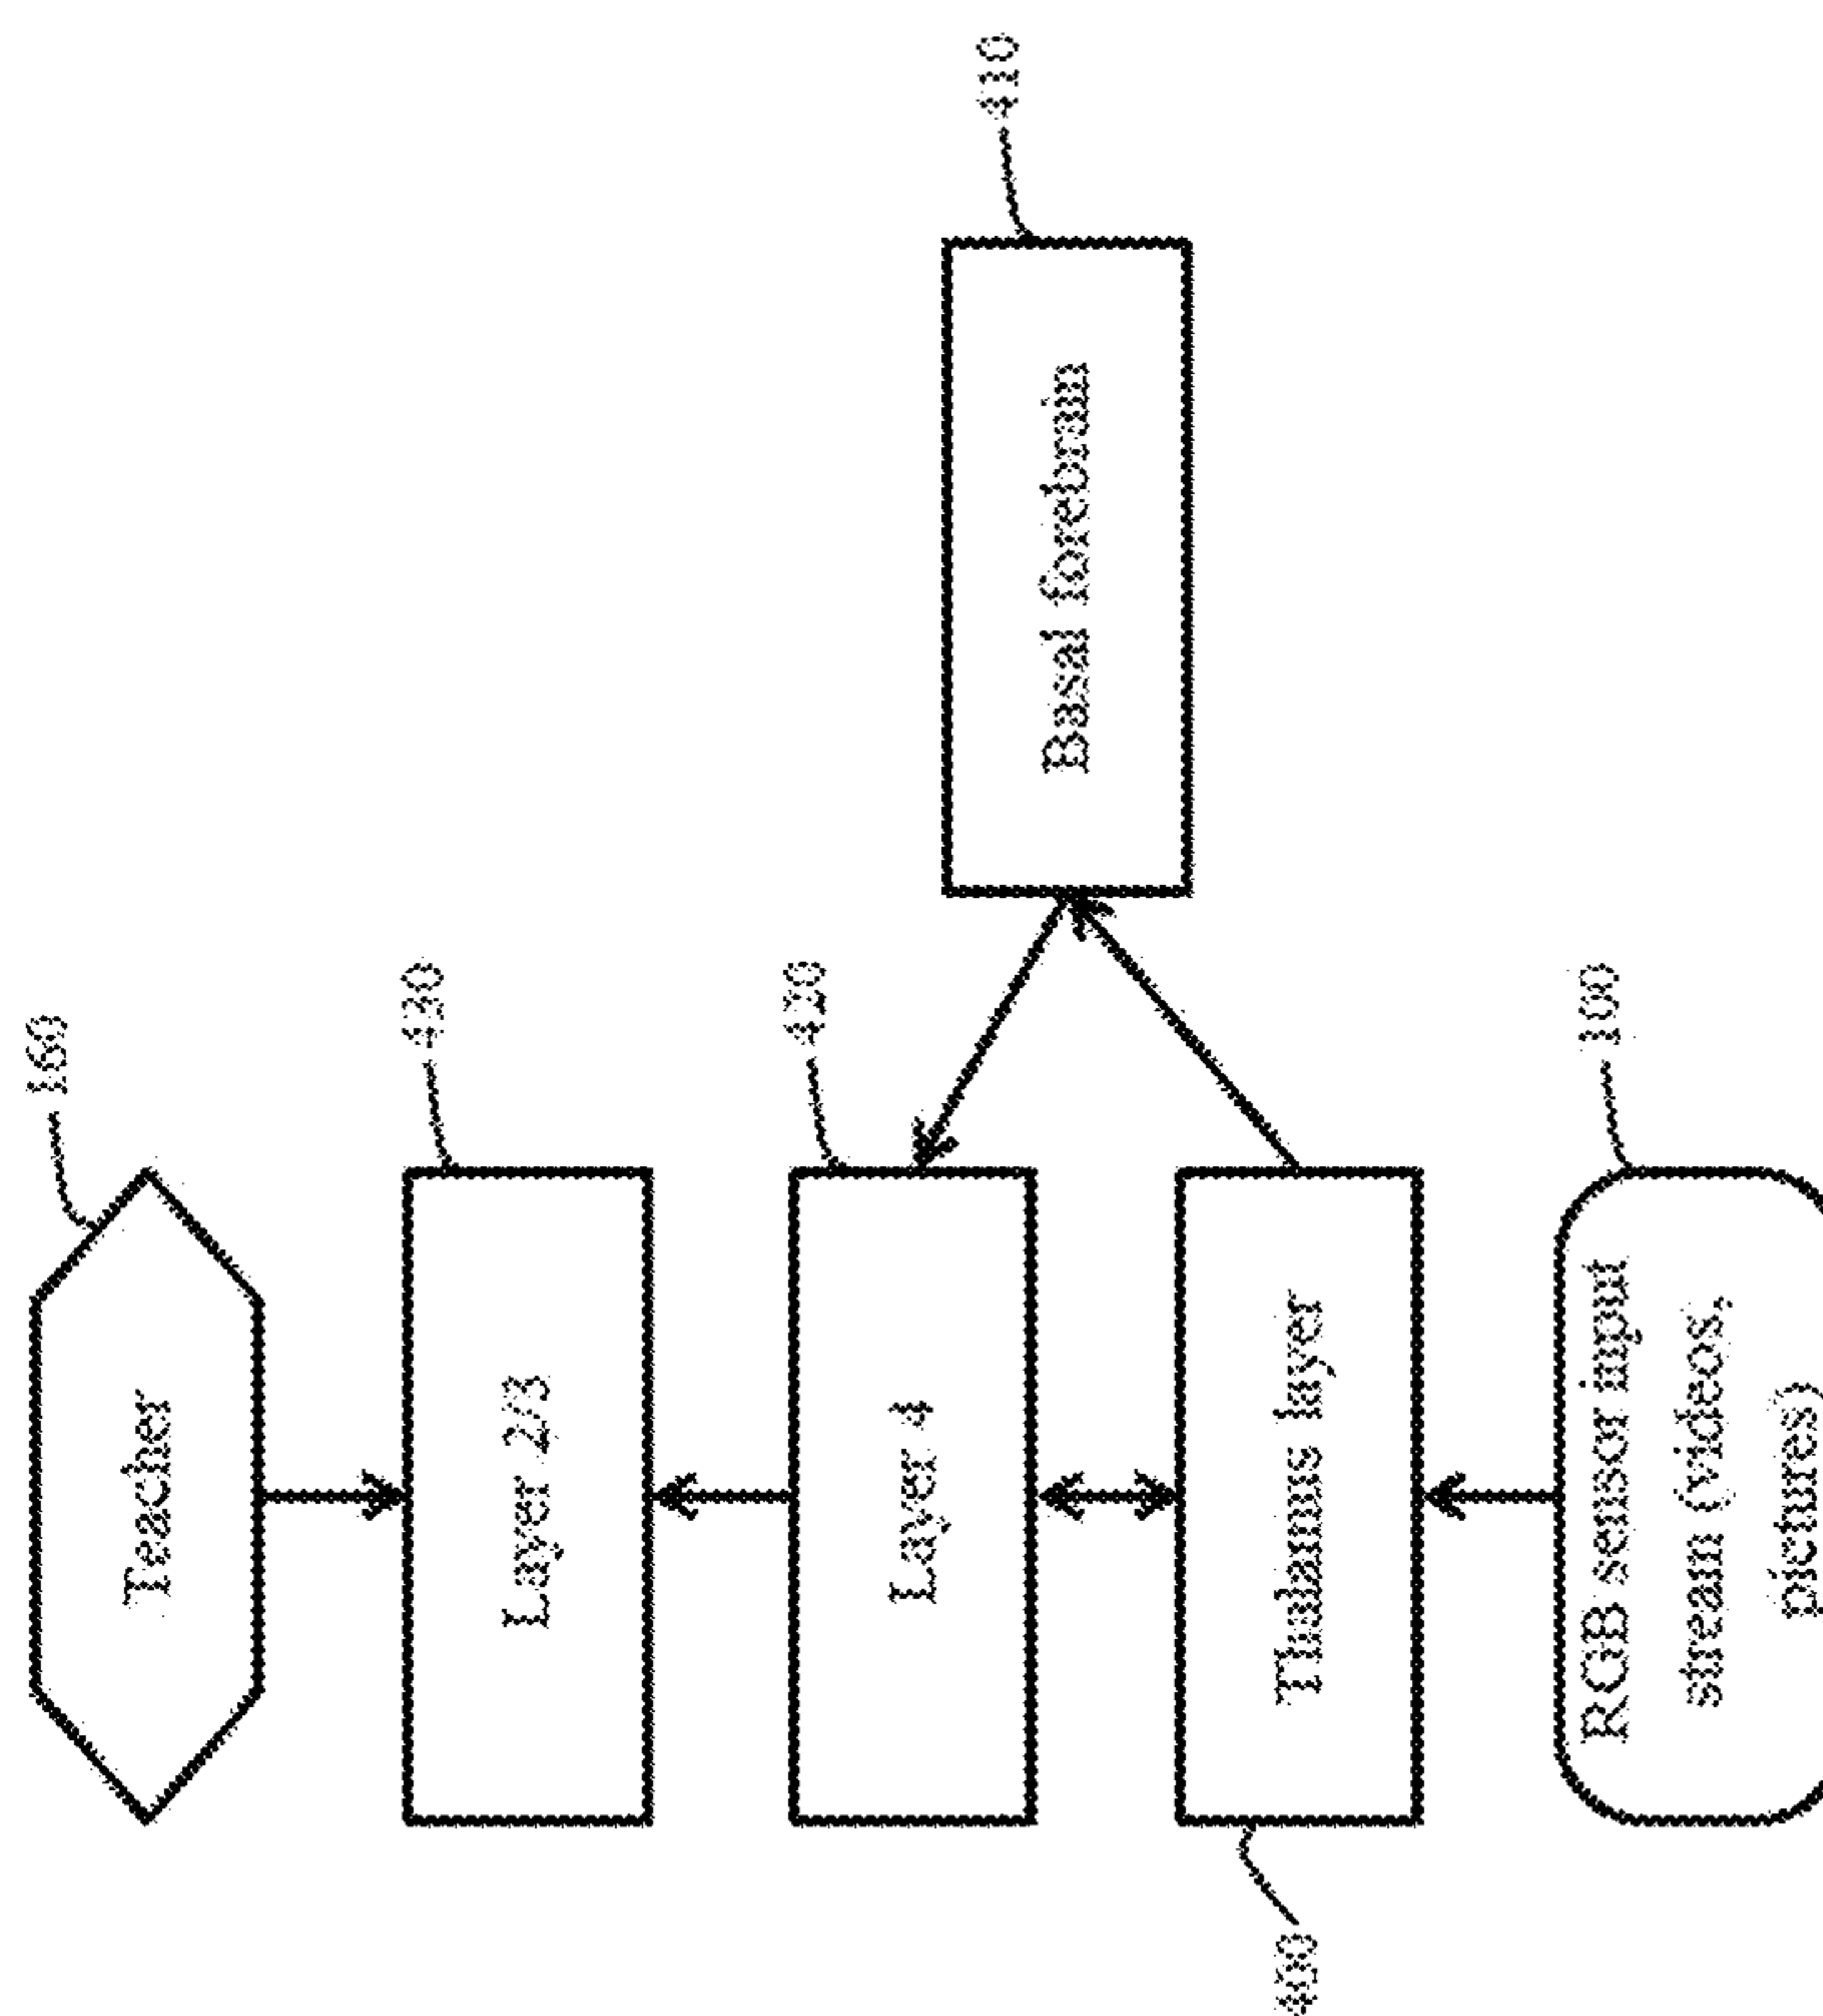 160
Teacher
430
Layer 2/3
420
Layer 4
410
Basal forebrain
Thalamus layer
400
100
RGB sensor input
stream (videos,
pictures)